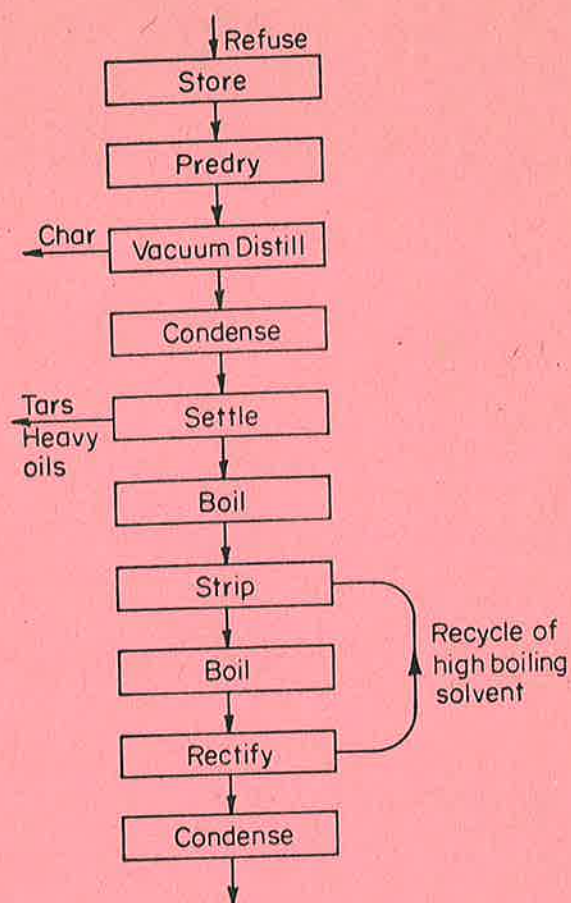 Refuse
Store
Predry
Char
Vacuum Distill
Condense
Tars
Heavy
oils
Settle
Boil
Strip
Recycle of
high boiling
solvent
Boil
Rectify
Condense